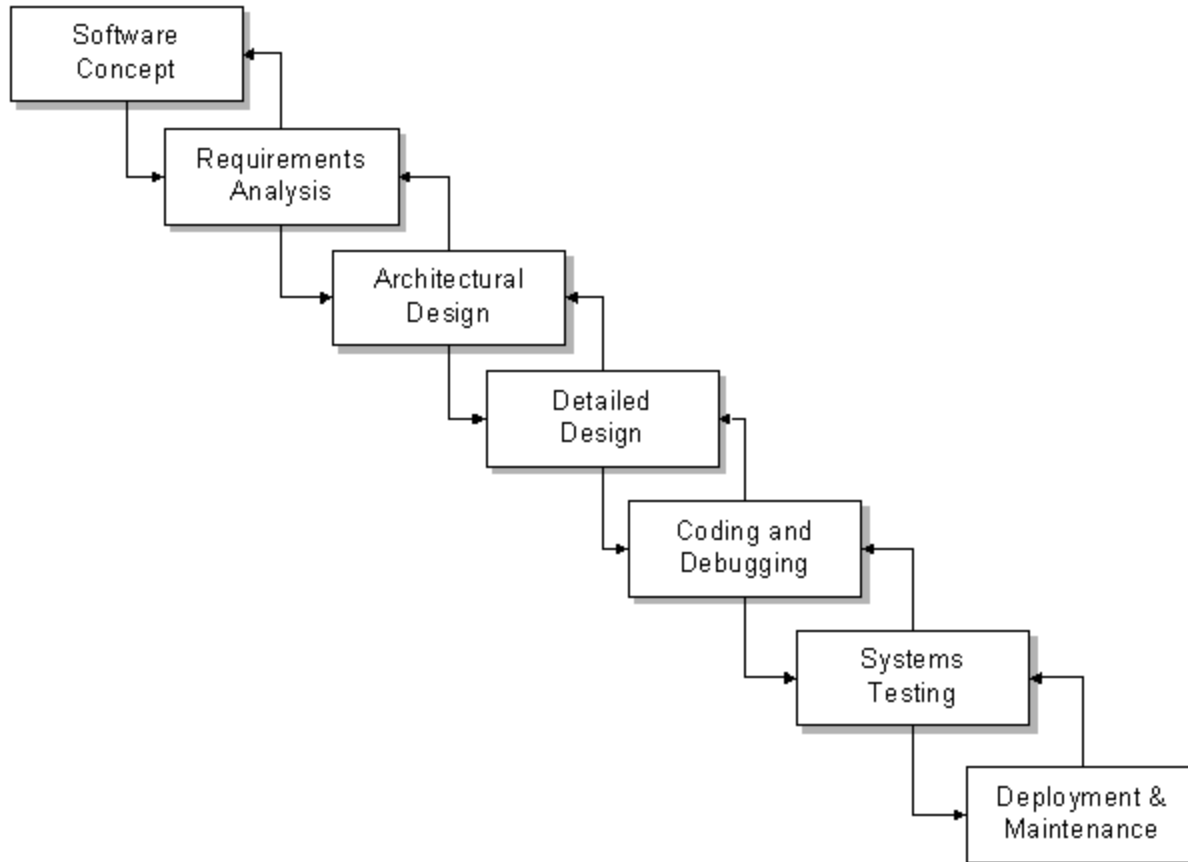 Software
Concept
Requirements
Analysis
Architectural
Design
Detailed
Design
Coding and
Debugging
Systems
Testing
Deployment &
Maintenance